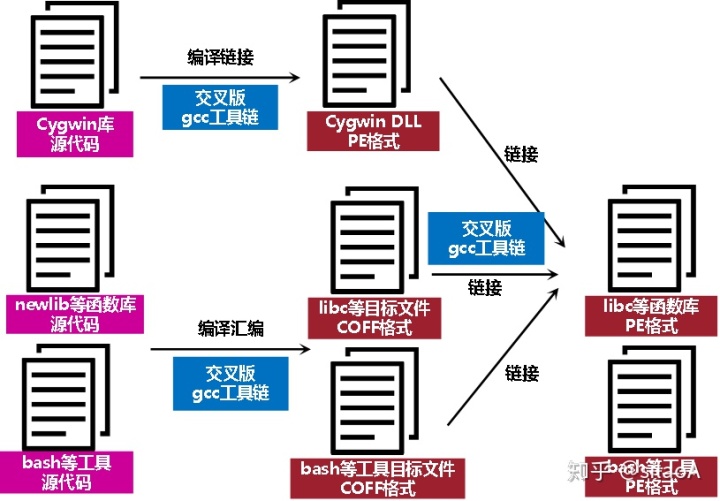 编译链接
交叉版
gcc工具链
Cygwin库
源代码
Cygwin DLL
PE格式
链接
交叉版
gcc工具链
链接
newlib等函数库
源代码
libc等目标文件
COFF格式
libc等函数库
PE格式
编译汇编
交叉版
gcc工具链
链接
bash等工具
源代码
bash等工具目标文件
COFF格式
bash等工具
PE格式
知乎 @sitaoA